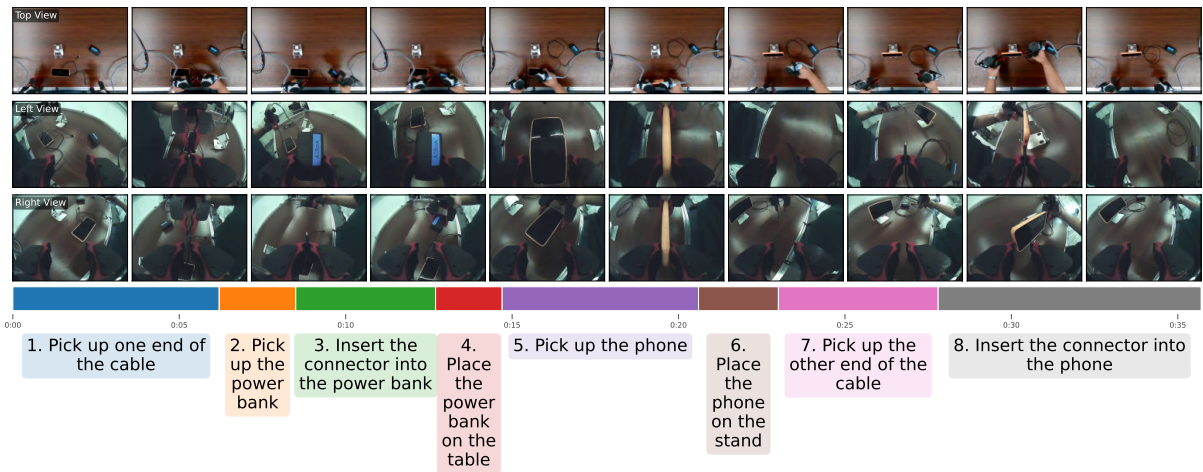 Top View
Left View
Right View
0:00
0:05
0:10
0:15
0:20
0:25
0:30
0:35
1. Pick up one end of
the cable
2. Pick
up the
power
bank
3. Insert the
connector into
the power bank
4.
Place
the
power
bank
on the
table
5. Pick up the phone
6.
Place
the
phone
on the
stand
7. Pick up the
other end of the
cable
8. Insert the connector into
the phone